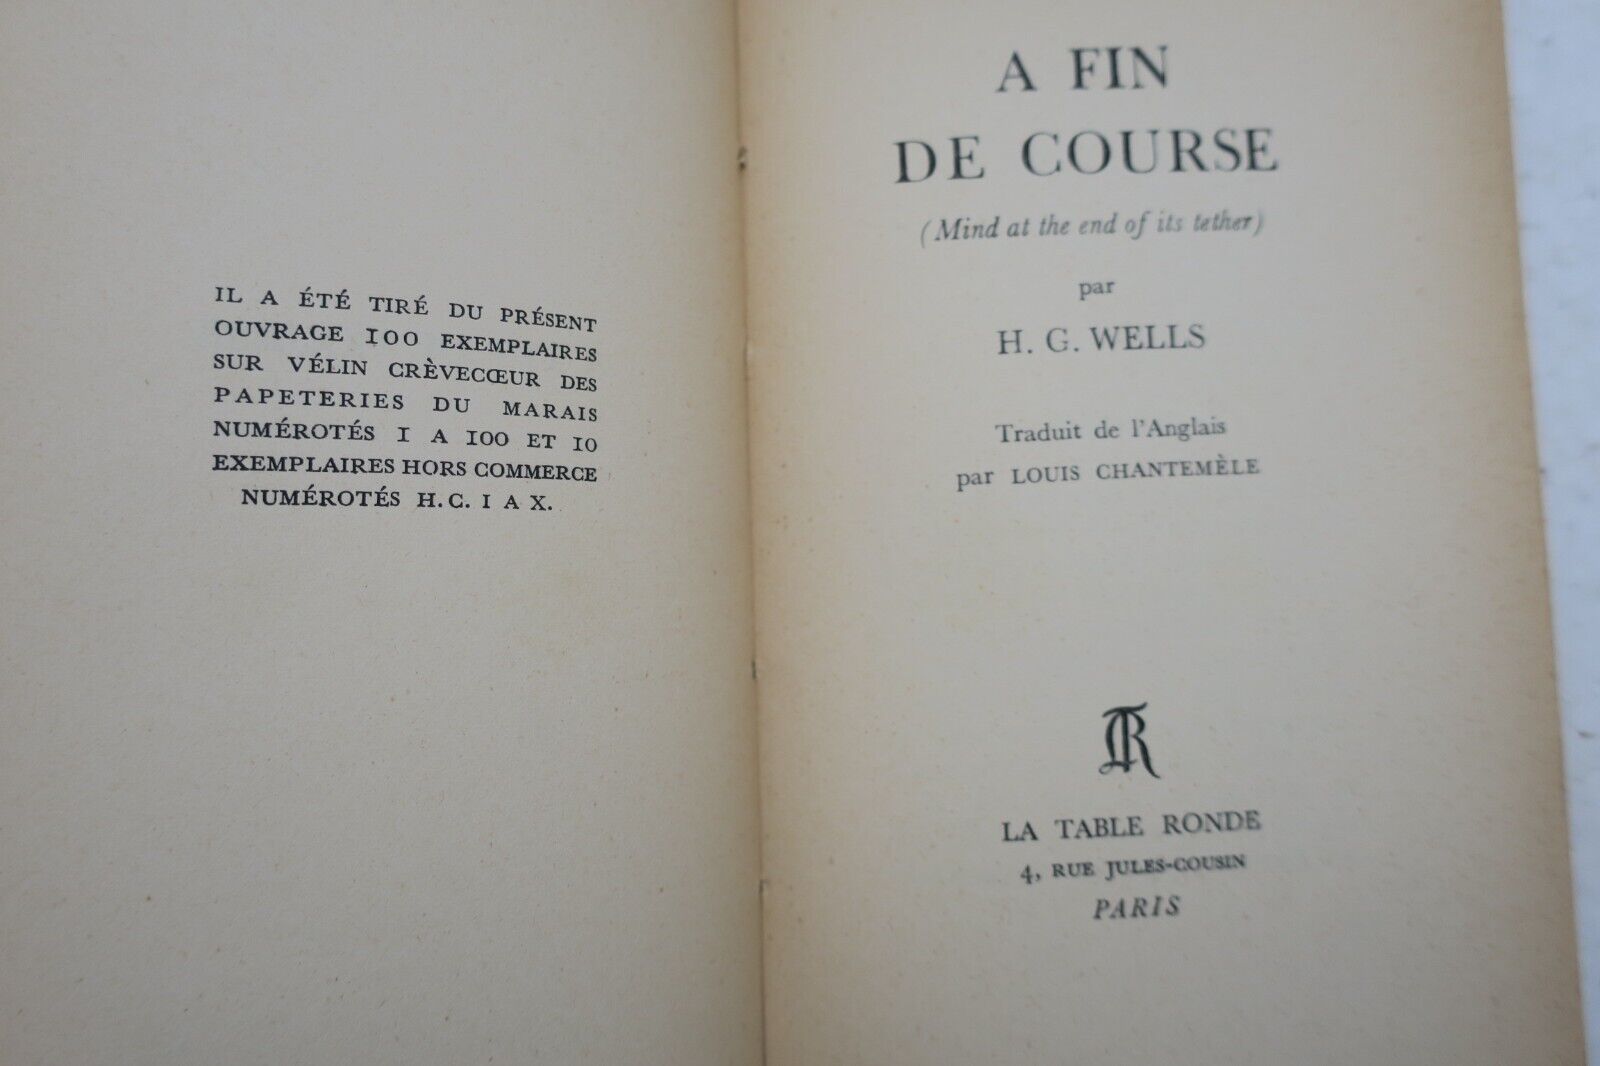 IL A ÉTÉ TIRÉ DU PRÉSENT
OUVRAGE 100 EXEMPLAIRES
SUR VÉLIN CRÈVECŒUR DES
PAPETERIES DU MARAIS
NUMÉROTÉS I A 100 ET 10
EXEMPLAIRES HORS COMMERCE
NUMÉROTÉS H.C. I A X.
A FIN
DE COURSE
(Mind at the end of its tether)
par
H. G. WELLS
Traduit de l'Anglais
par LOUIS CHANTEMÈLE
TR
LA TABLE RONDE
4, RUE JULES-COUSIN
PARIS